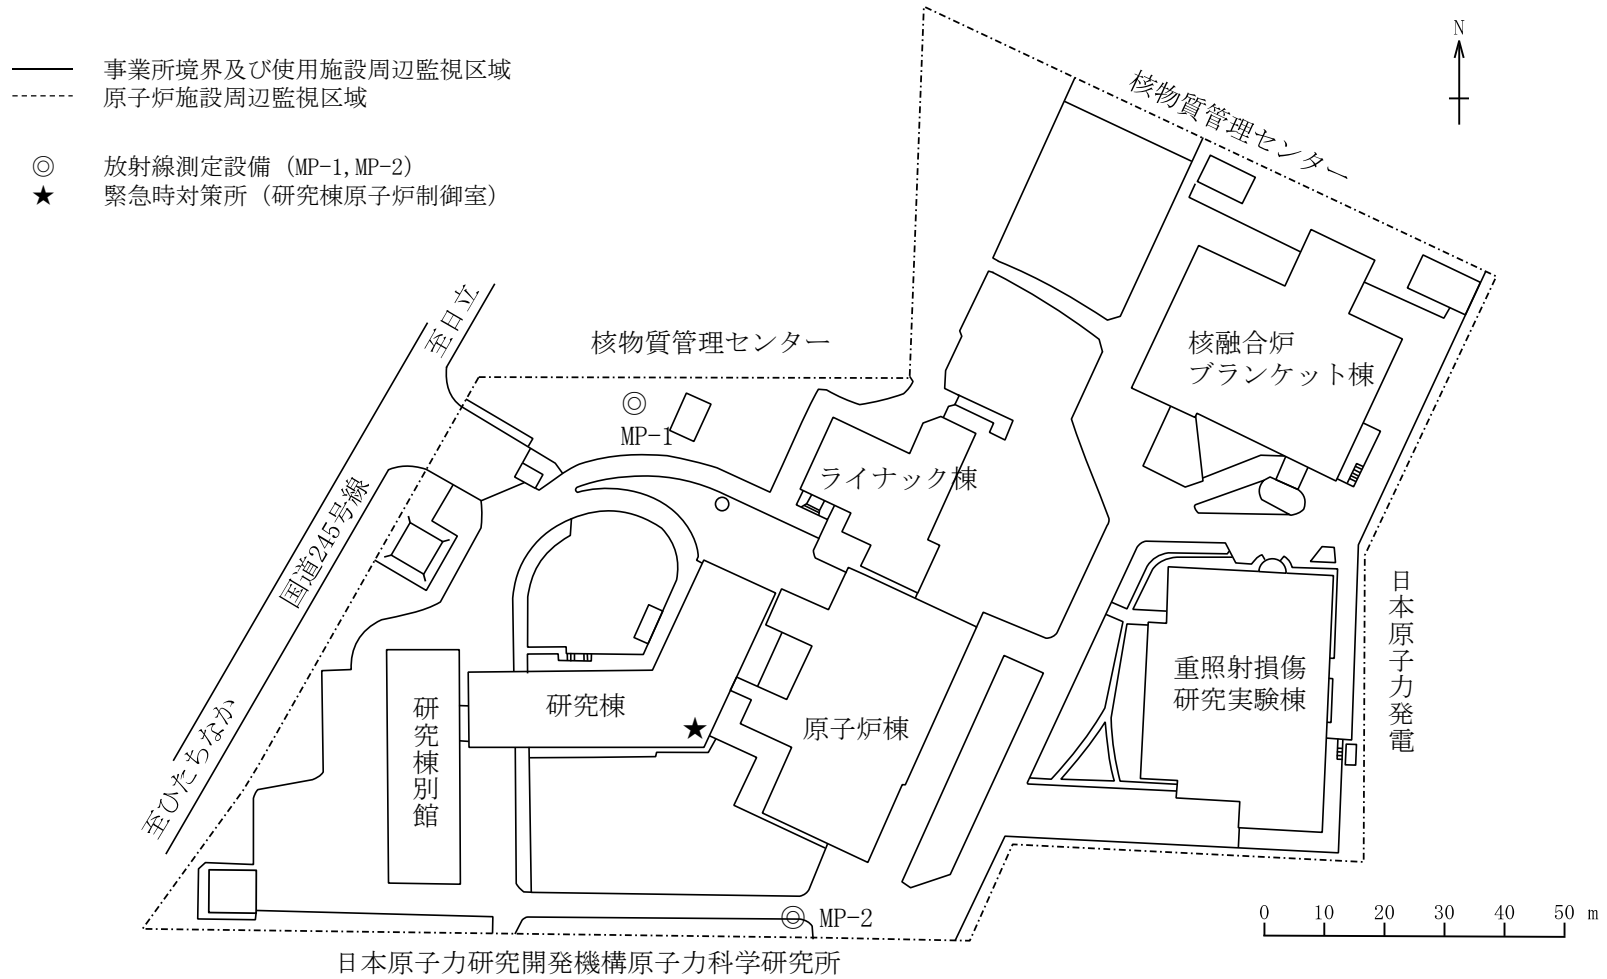 事業所境界及び使用施設周辺監視区域
原子炉施設周辺監視区域
◎ 放射線測定設備（MP-1,MP-2）
★ 緊急時対策所（研究棟原子炉制御室）
N
核物質管理センター
至日立
核物質管理センター
◎
MP-1
核融合炉
ブランケット棟
ライナック棟
国道245号線
日本原子力発電
重照射損傷
研究実験棟
研究棟
★
研究棟別館
原子炉棟
至ひたちなか
◎ MP-2
0 10 20 30 40 50 m
日本原子力研究開発機構原子力科学研究所